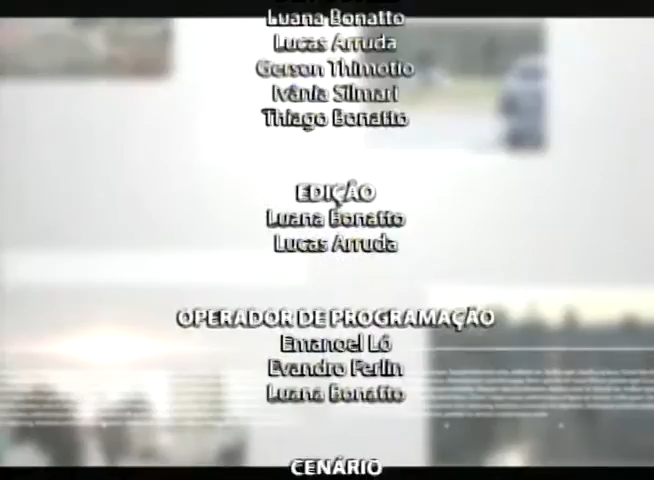 Luana Bonatto
Lucas Arruda
Gerson Thimotio
Ivânia Silmari
Thiago Bonatto
EDIÇÃO
Luana Bonatto
Lucas Arruda
OPERADOR DE PROGRAMAÇÃO
Emanoel Ló
Evandro Ferlin
Luana Bonatto
CENÁRIO